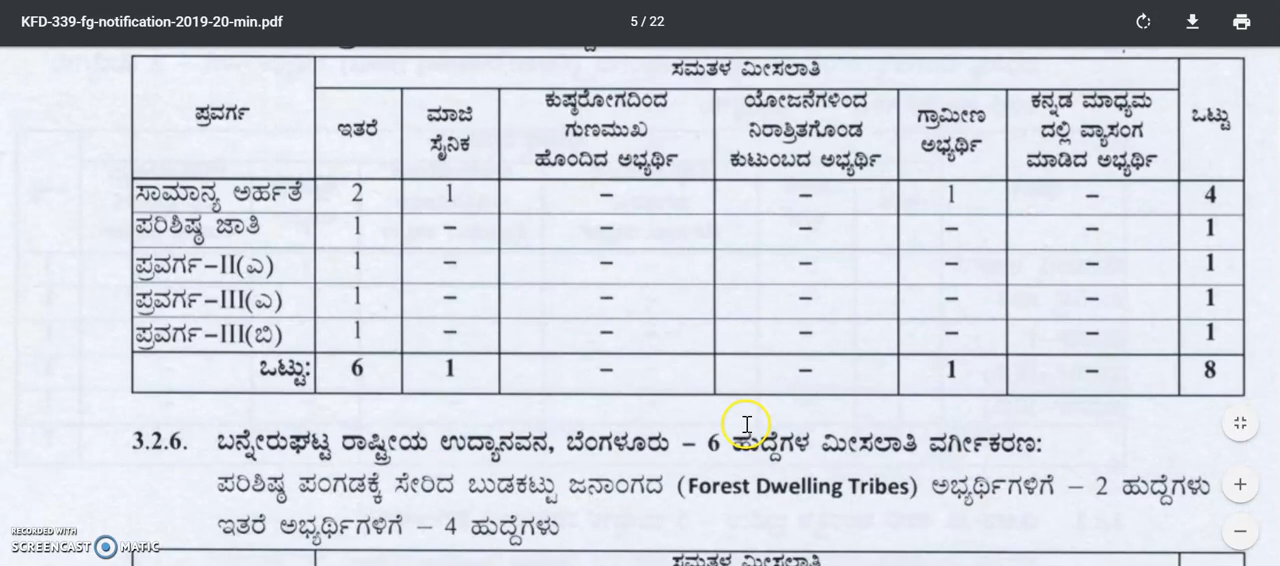 KFD-339-fg-notification-2019-20-min.pdf 5 / 22
ಸಮತಳ ಮೀಸಲಾತಿ
ಪ್ರವರ್ಗ ಇತರೆ ಮಾಜಿ ಸೈನಿಕ ಕುಷ್ಠರೋಗದಿಂದ ಗುಣಮುಖ ಹೊಂದಿದ ಅಭ್ಯರ್ಥಿ ಯೋಜನೆಗಳಿಂದ ನಿರಾಶ್ರಿತಗೊಂಡ ಕುಟುಂಬದ ಅಭ್ಯರ್ಥಿ ಗ್ರಾಮೀಣ ಅಭ್ಯರ್ಥಿ ಕನ್ನಡ ಮಾಧ್ಯಮ ದಲ್ಲಿ ವ್ಯಾಸಂಗ ಮಾಡಿದ ಅಭ್ಯರ್ಥಿ ಒಟ್ಟು
ಸಾಮಾನ್ಯ ಅರ್ಹತೆ 2 1 – – 1 – 4
ಪರಿಶಿಷ್ಠ ಜಾತಿ 1 – – – – – 1
ಪ್ರವರ್ಗ–II(ಎ) 1 – – – – – 1
ಪ್ರವರ್ಗ–III(ಎ) 1 – – – – – 1
ಪ್ರವರ್ಗ–III(ಬಿ) 1 – – – – – 1
ಒಟ್ಟು: 6 1 – – 1 8
3.2.6. ಬನ್ನೇರುಘಟ್ಟ ರಾಷ್ಟ್ರೀಯ ಉದ್ಯಾನವನ, ಬೆಂಗಳೂರು – 6 ಹುದ್ದೆಗಳ ಮೀಸಲಾತಿ ವರ್ಗೀಕರಣ:
ಪರಿಶಿಷ್ಠ ಪಂಗಡಕ್ಕೆ ಸೇರಿದ ಬುಡಕಟ್ಟು ಜನಾಂಗದ (Forest Dwelling Tribes) ಅಭ್ಯರ್ಥಿಗಳಿಗೆ – 2 ಹುದ್ದೆಗಳು
ಇತರೆ ಅಭ್ಯರ್ಥಿಗಳಿಗೆ – 4 ಹುದ್ದೆಗಳು
RECORDED WITH
SCREENCAST MATIC
ಸಮತಳ ಮೀಸಲಾತಿ